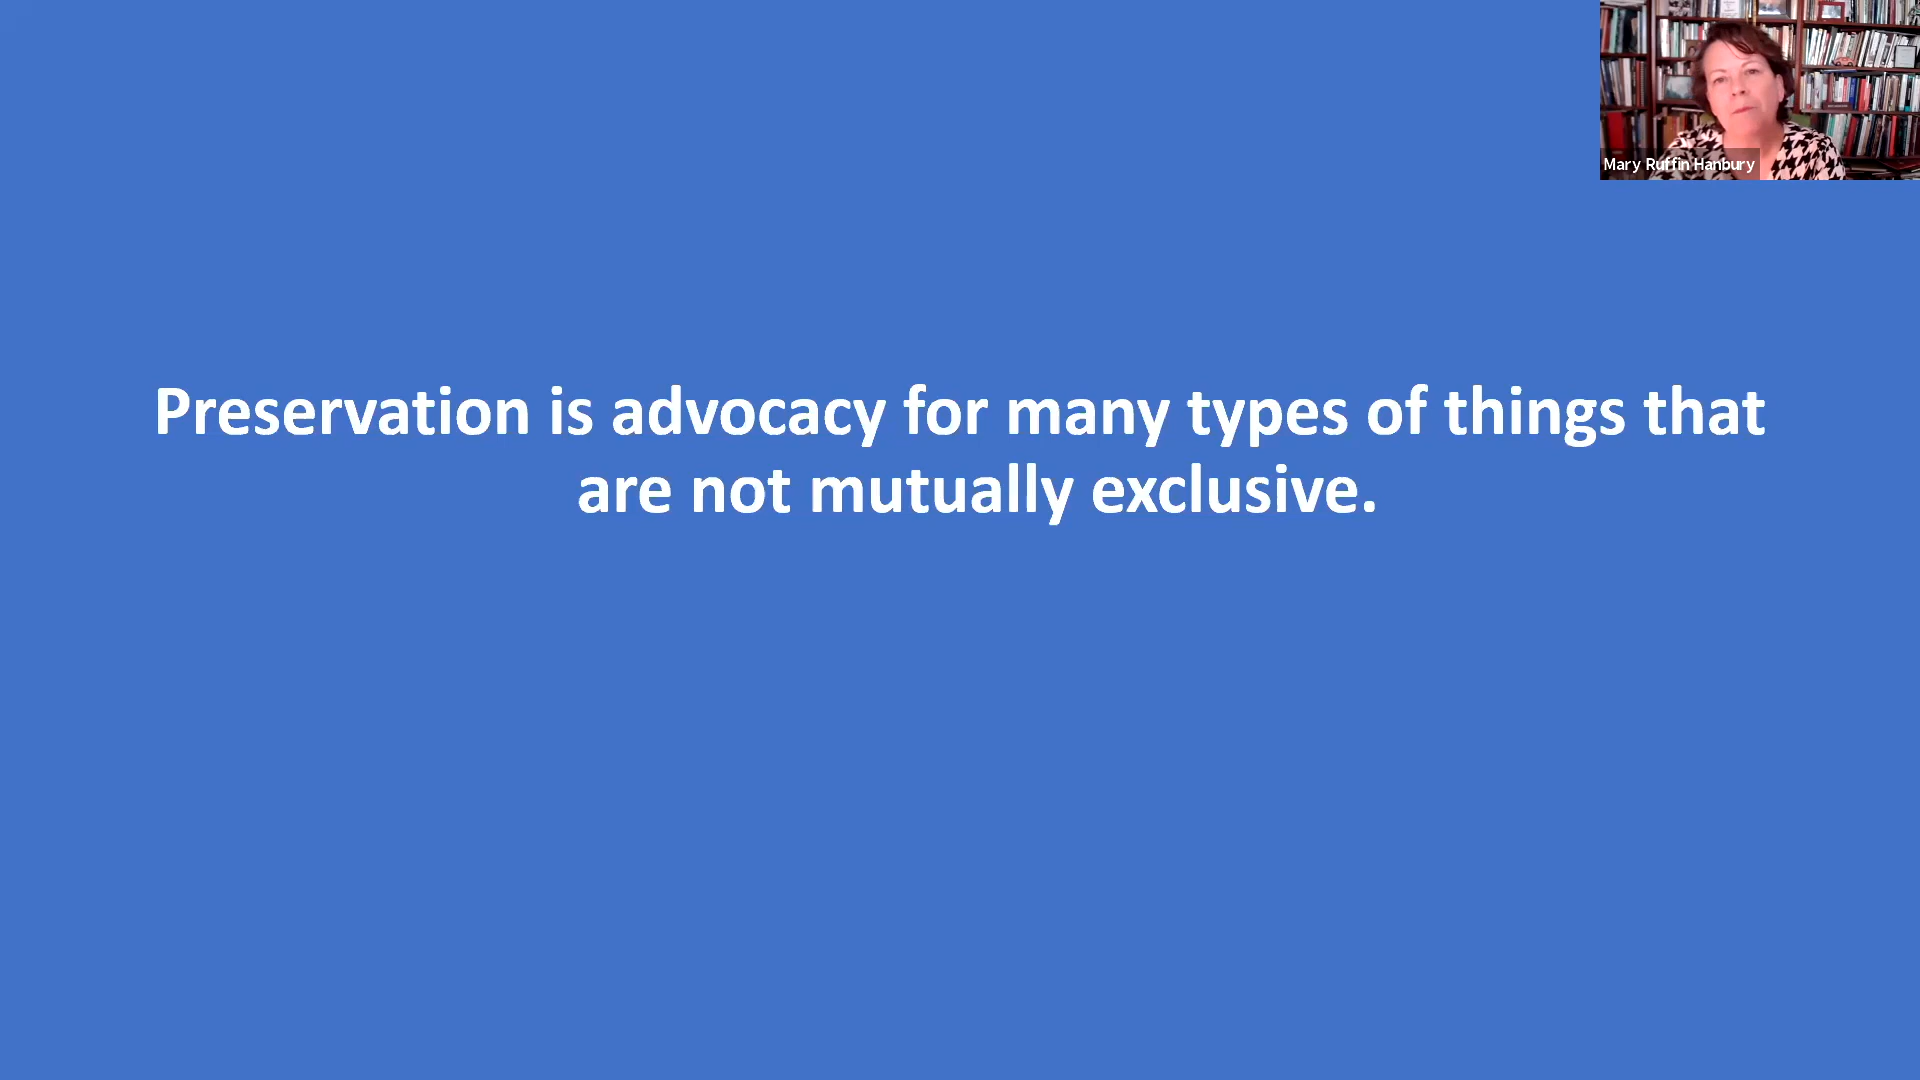 Mary Ruffin Hanbury
Preservation is advocacy for many types of things that
are not mutually exclusive.